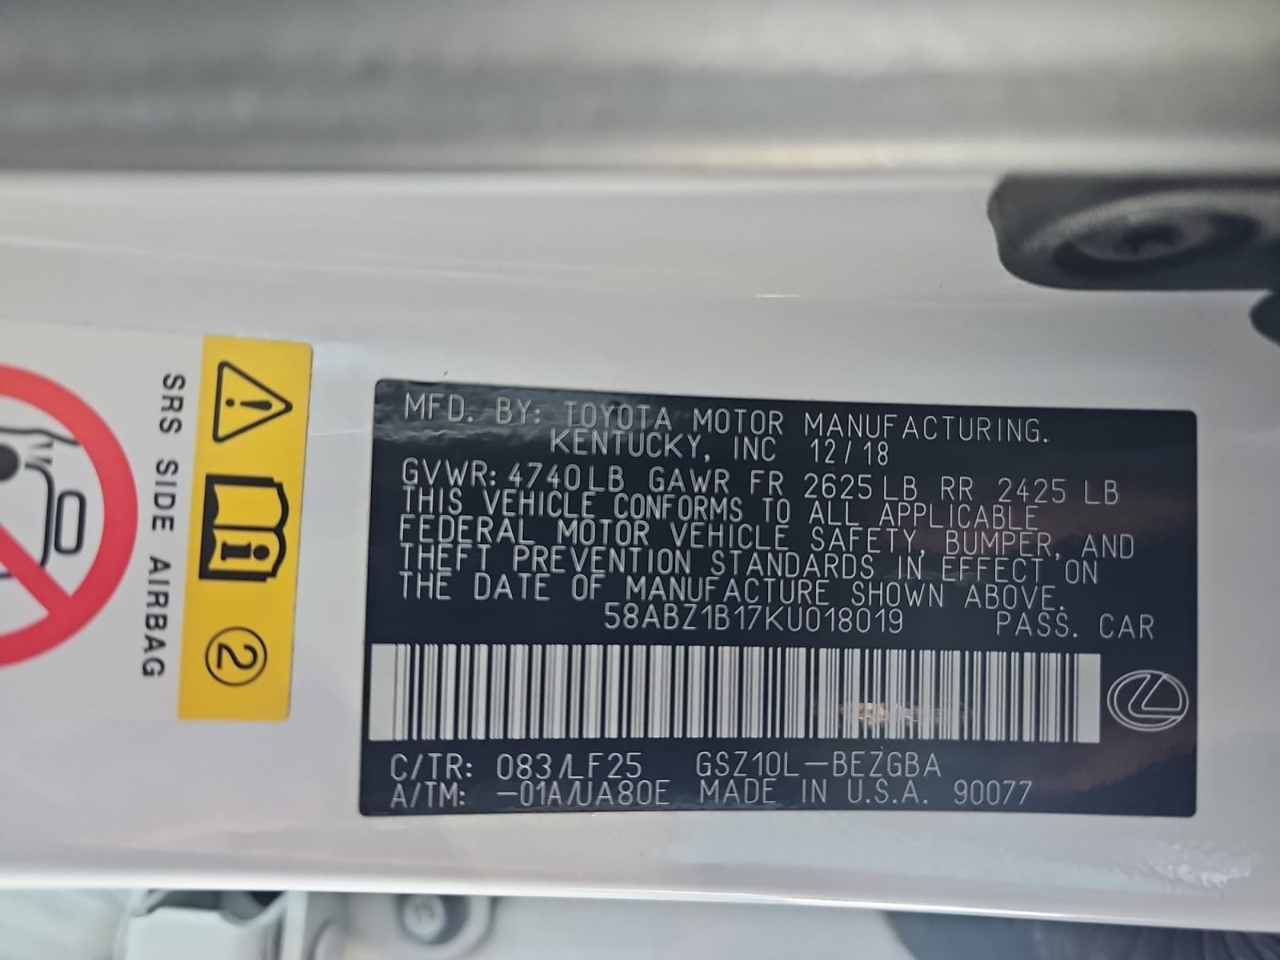 MFD. BY: TOYOTA MOTOR MANUFACTURING.
KENTUCKY, INC 12/18
GVWR: 4740LB GAWR FR 2625LB RR 2425 LB
THIS VEHICLE CONFORMS TO ALL APPLICABLE
FEDERAL MOTOR VEHICLE SAFETY, BUMPER, AND
THEFT PREVENTION STANDARDS IN EFFECT ON
THE DATE OF MANUFACTURE SHOWN ABOVE.
58ABZ1B17KU018019 PASS. CAR
C/TR: 083/LF25 GSZ10L-BEZGBA
A/TM: -01A/UA80E MADE IN U.S.A. 90077
SRS SIDE AIRBAG
2